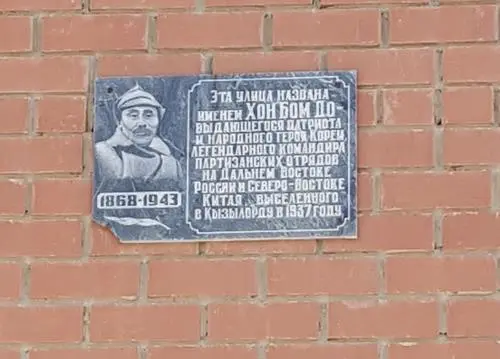 Эта улица названа
именем Хон Бом До,
выдающегося патриота
и народного героя Кореи,
легендарного командира
партизанских отрядов
на Дальнем Востоке
России и Северо-Востоке
Китая, выселенного
в Кызылорду в 1937 году.
1868-1943